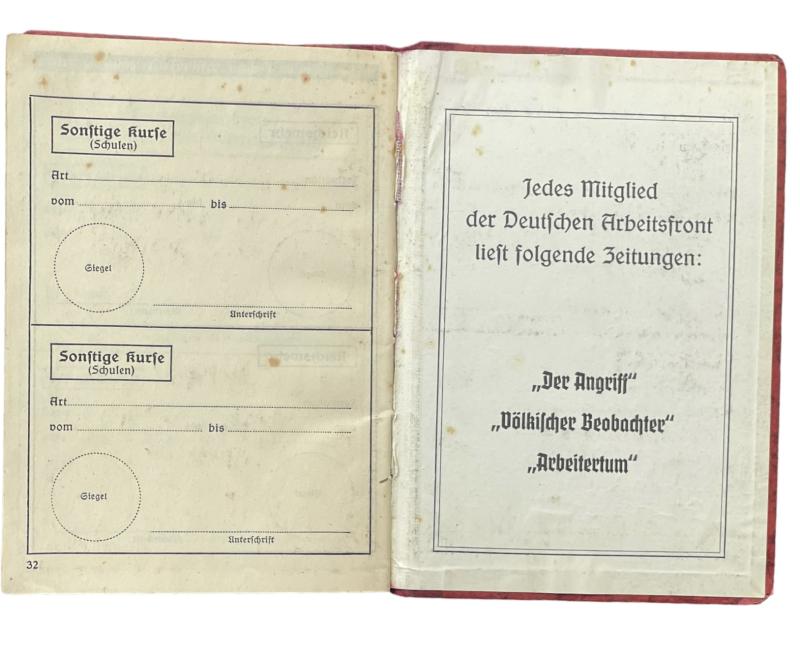 Sonſtige Kurſe
(Schulen)
Art
vom bis
Siegel
Unterſchrift
Sonſtige Kurſe
(Schulen)
Art
vom bis
Siegel
Unterſchrift
32
Jedes Mitglied
der Deutſchen Arbeitsfront
lieſt folgende Zeitungen:
„Der Angriff“
„Völkiſcher Beobachter“
„Arbeitertum“